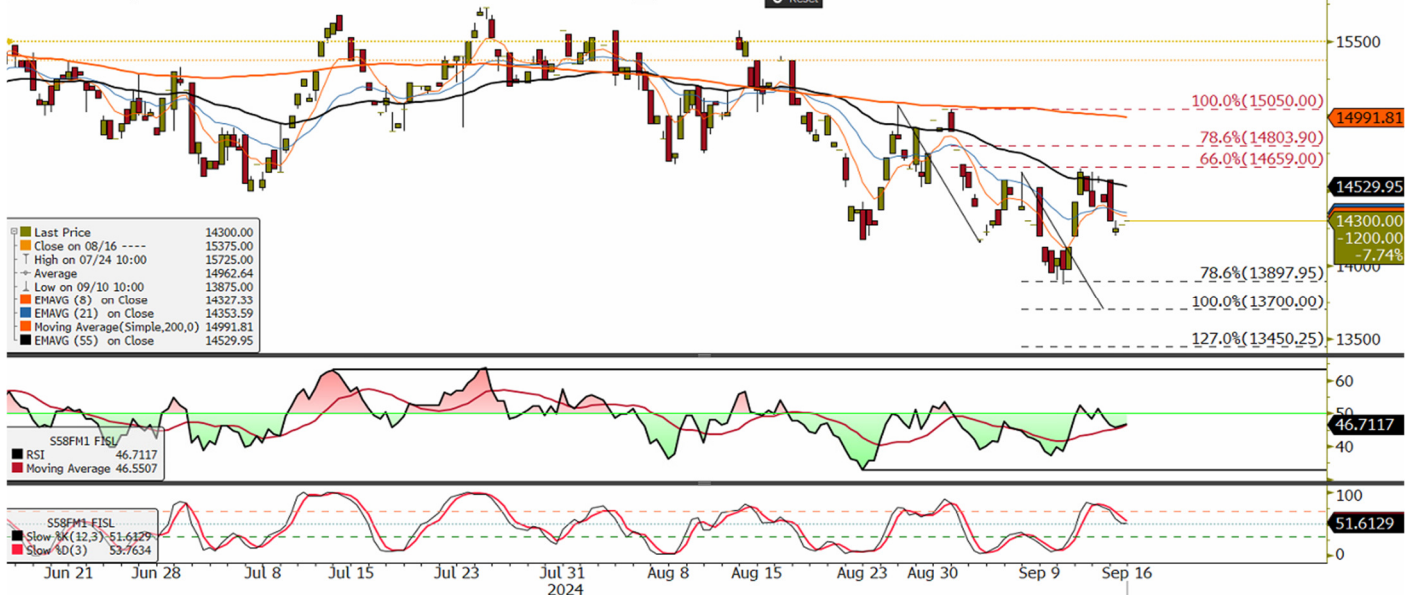 Reset
15500
100.0%(15050.00)
14991.81
78.6%(14803.90)
66.0%(14659.00)
14529.95
14300.00
-1200.00
-7.74%
14000
78.6%(13897.95)
100.0%(13700.00)
127.0%(13450.25)
13500
Last Price 14300.00
Close on 08/16 ---- 15375.00
High on 07/24 10:00 15725.00
Average 14962.64
Low on 09/10 10:00 13875.00
EMAVG (8) on Close 14327.33
EMAVG (21) on Close 14353.59
Moving Average(Simple,200,0) 14991.81
EMAVG (55) on Close 14529.95
60
50
46.7117
40
S58FM1 FISL
RSI 46.7117
Moving Average 46.5507
100
51.6129
0
S58FM1 FISL
Slow %K(12,3) 51.6129
Slow %D(3) 53.7634
Jun 21 Jun 28 Jul 8 Jul 15 Jul 23 Jul 31 Aug 8 Aug 15 Aug 23 Aug 30 Sep 9 Sep 16
2024